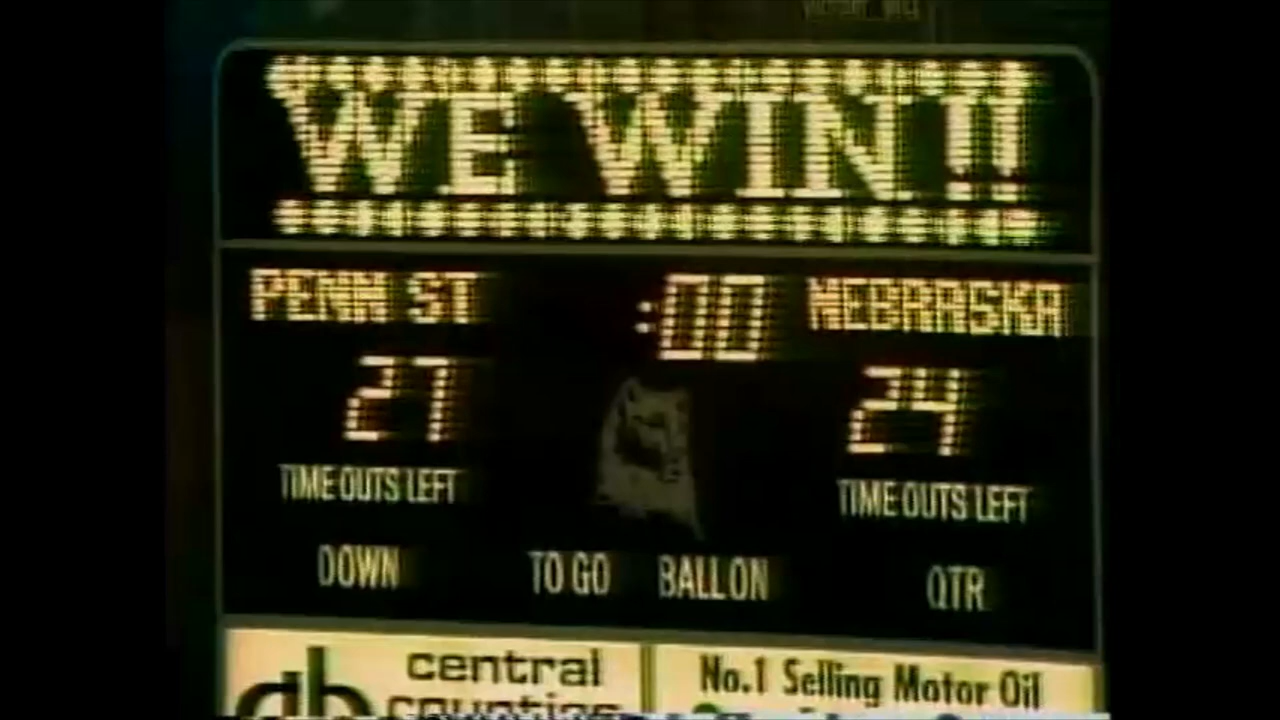 WE WIN!!
PENN ST :00 NEBRASKA
27 24
TIME OUTS LEFT TIME OUTS LEFT
DOWN TO GO BALL ON QTR
central No.1 Selling Motor Oil
counties